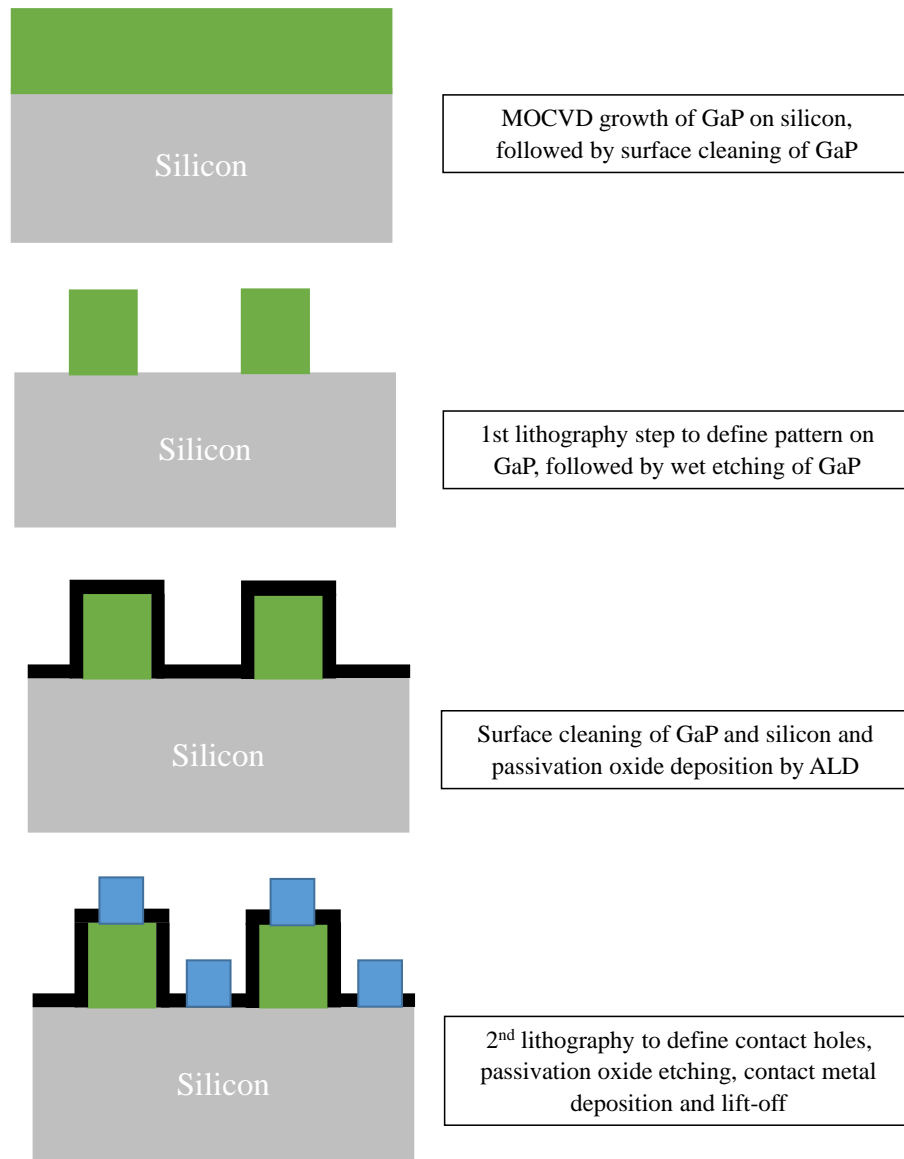 Silicon
MOCVD growth of GaP on silicon,
followed by surface cleaning of GaP
Silicon
1st lithography step to define pattern on
GaP, followed by wet etching of GaP
Silicon
Surface cleaning of GaP and silicon and
passivation oxide deposition by ALD
Silicon
2nd lithography to define contact holes,
passivation oxide etching, contact metal
deposition and lift-off